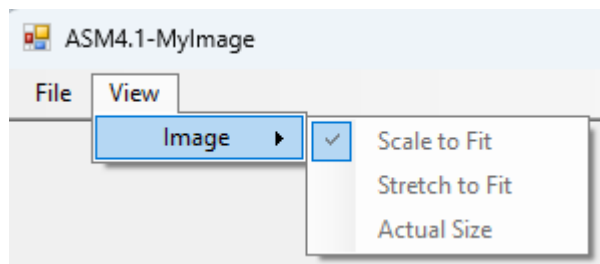 ASM4.1-MyImage
File View
Image
Scale to Fit
Stretch to Fit
Actual Size